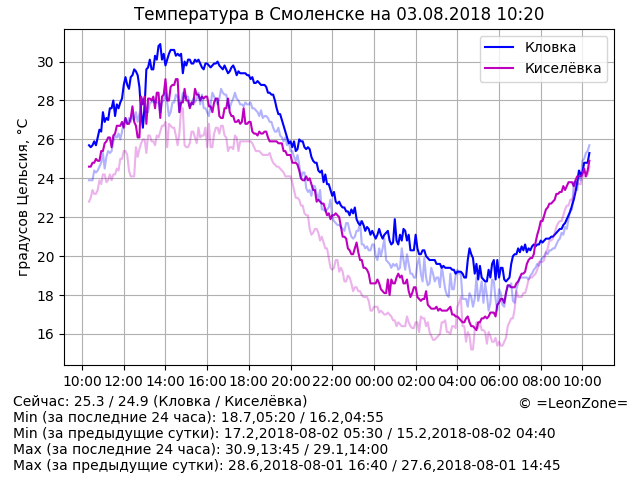 Температура в Смоленске на 03.08.2018 10:20
градусов Цельсия, °C
30
28
26
24
22
20
18
16
Кловка
Киселёвка
10:00 12:00 14:00 16:00 18:00 20:00 22:00 00:00 02:00 04:00 06:00 08:00 10:00
Сейчас: 25.3 / 24.9 (Кловка / Киселёвка)
© =LeonZone=
Min (за последние 24 часа): 18.7,05:20 / 16.2,04:55
Min (за предыдущие сутки): 17.2,2018-08-02 05:30 / 15.2,2018-08-02 04:40
Max (за последние 24 часа): 30.9,13:45 / 29.1,14:00
Max (за предыдущие сутки): 28.6,2018-08-01 16:40 / 27.6,2018-08-01 14:45